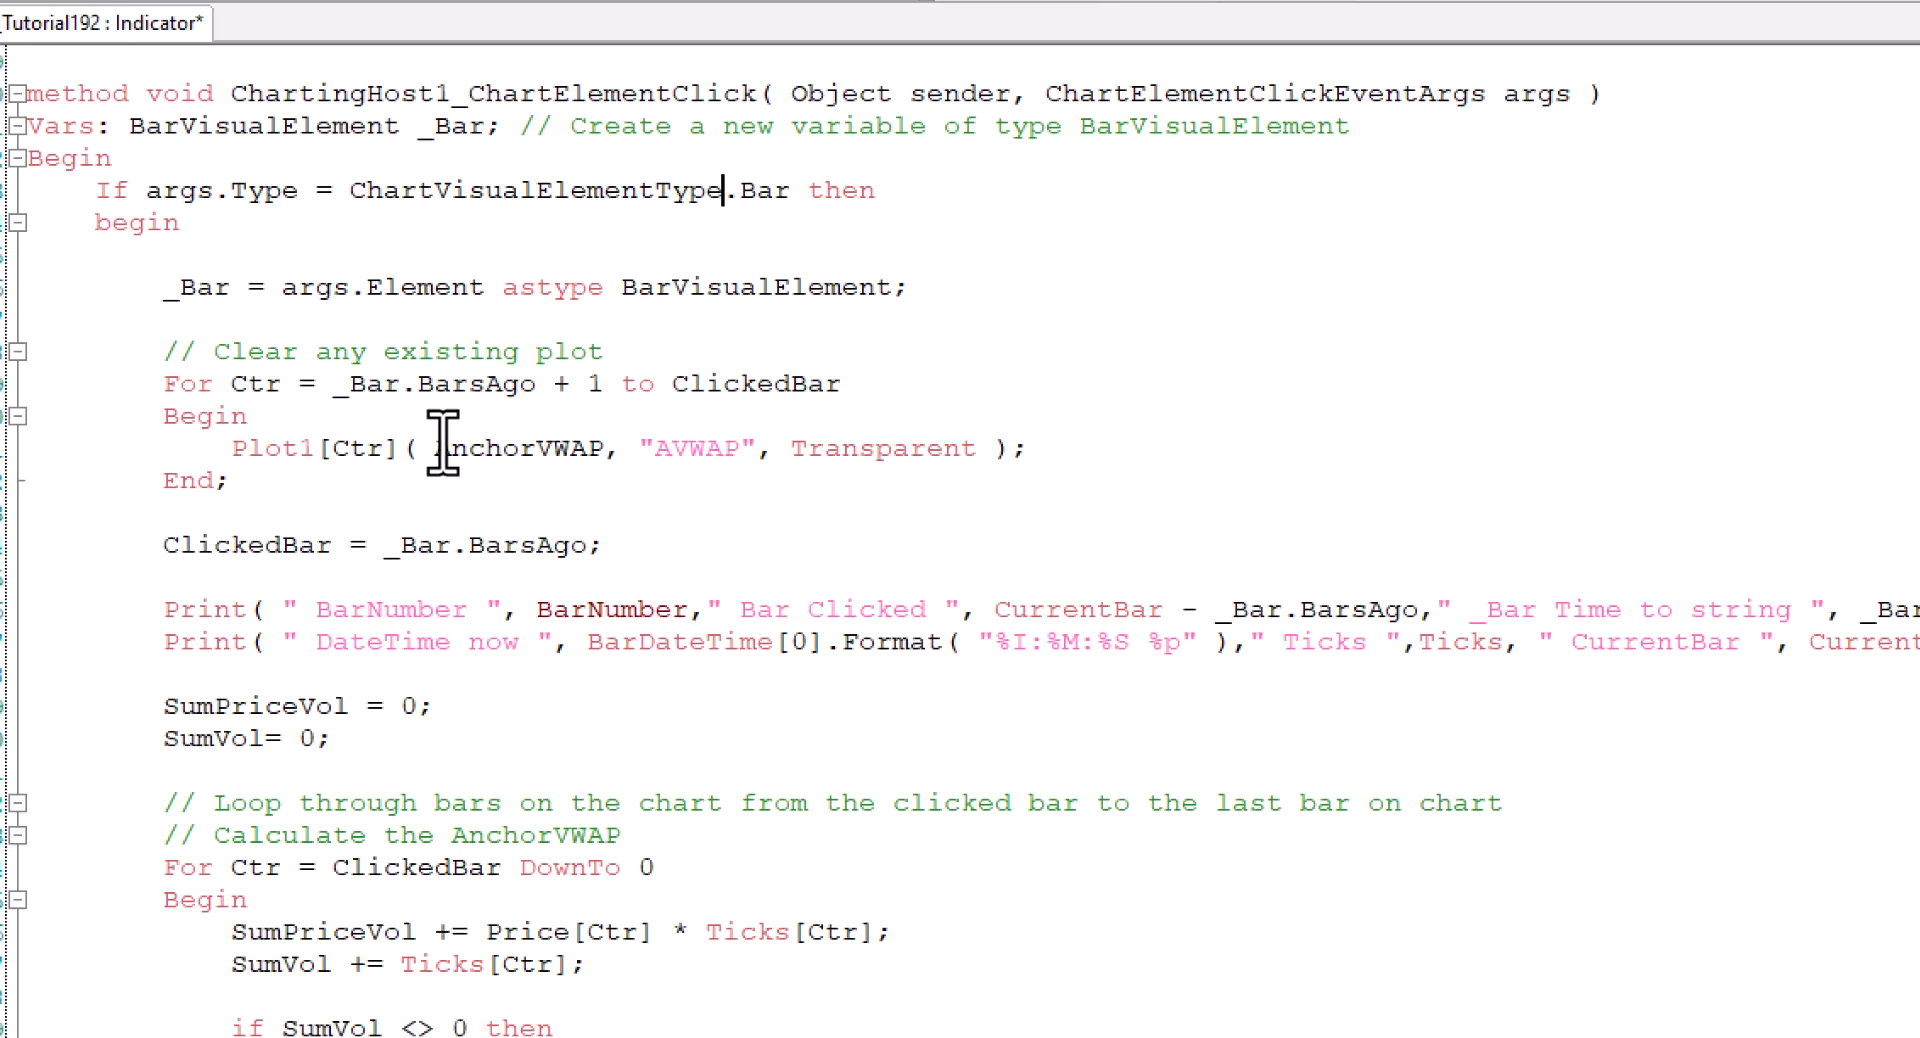 Tutorial192 : Indicator*
method void ChartingHost1_ChartElementClick( Object sender, ChartElementClickEventArgs args )
Vars: BarVisualElement _Bar; // Create a new variable of type BarVisualElement
Begin
If args.Type = ChartVisualElementType.Bar then
begin
_Bar = args.Element astype BarVisualElement;
// Clear any existing plot
For Ctr = _Bar.BarsAgo + 1 to ClickedBar
Begin
Plot1[Ctr]( AnchorVWAP, "AVWAP", Transparent );
End;
ClickedBar = _Bar.BarsAgo;
Print( " BarNumber ", BarNumber," Bar Clicked ", CurrentBar - _Bar.BarsAgo," _Bar Time to string ", _Bar
Print( " DateTime now ", BarDateTime[0].Format( "%I:%M:%S %p" )," Ticks ",Ticks, " CurrentBar ", Current
SumPriceVol = 0;
SumVol= 0;
// Loop through bars on the chart from the clicked bar to the last bar on chart
// Calculate the AnchorVWAP
For Ctr = ClickedBar DownTo 0
Begin
SumPriceVol += Price[Ctr] * Ticks[Ctr];
SumVol += Ticks[Ctr];
if SumVol <> 0 then